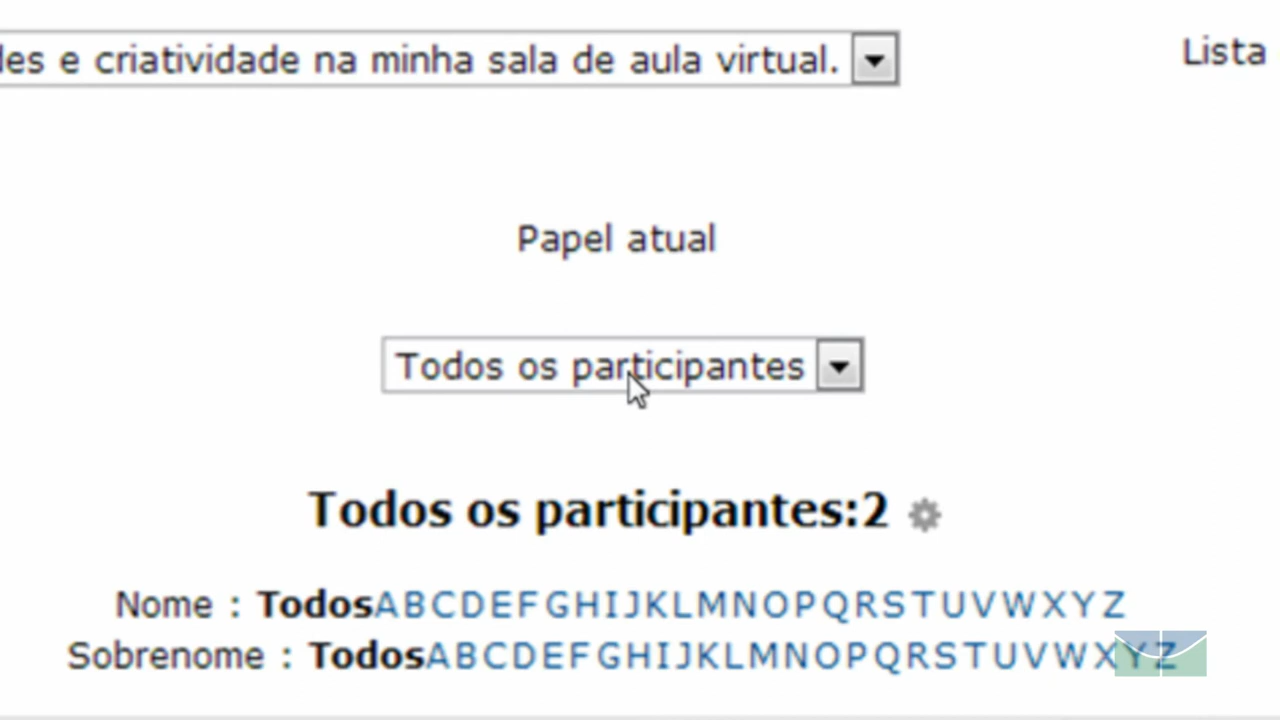 es e criatividade na minha sala de aula virtual.
Lista
Papel atual
Todos os participantes
Todos os participantes:2
Nome : TodosABCDEFGHIJKLMNOPQRSTUVWXYZ
Sobrenome : TodosABCDEFGHIJKLMNOPQRSTUVWXYZ